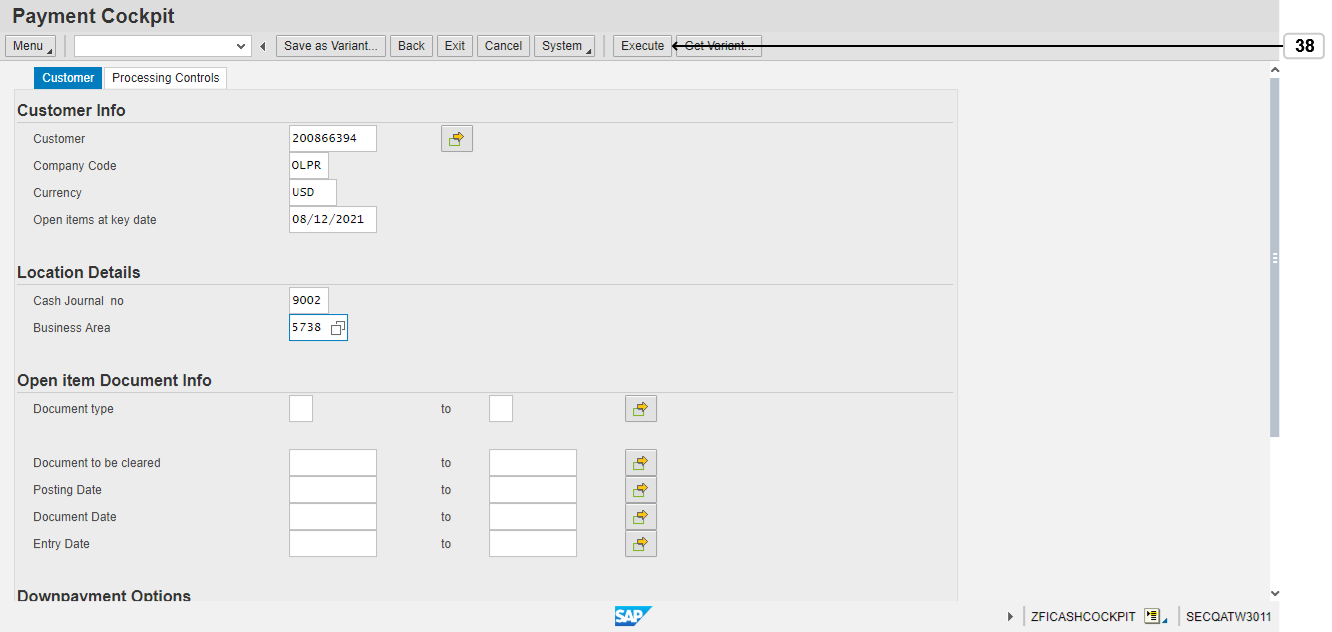 Payment Cockpit
Menu Save as Variant... Back Exit Cancel System Execute Get Variant... 38
Customer Processing Controls
Customer Info
Customer 200866394
Company Code OLPR
Currency USD
Open items at key date 08/12/2021
Location Details
Cash Journal no 9002
Business Area 5738
Open item Document Info
Document type to
Document to be cleared to
Posting Date to
Document Date to
Entry Date to
Downpayment Options
SAP ZFICASHCOCKPIT SECQATW3011